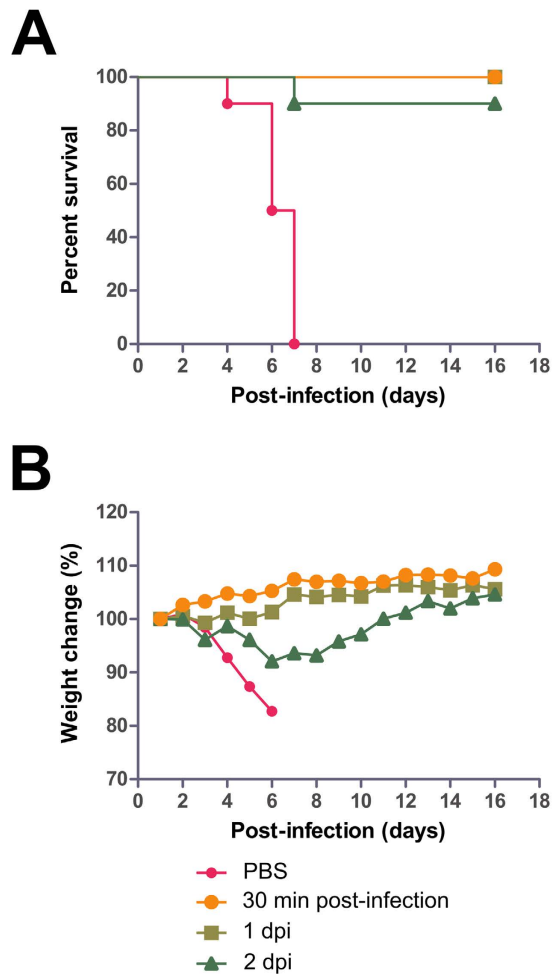 A
100
80
60
40
20
0
Percent survival
0 2 4 6 8 10 12 14 16 18
Post-infection (days)
B
120
110
100
90
80
70
Weight change (%)
0 2 4 6 8 10 12 14 16 18
Post-infection (days)
PBS
30 min post-infection
1 dpi
2 dpi